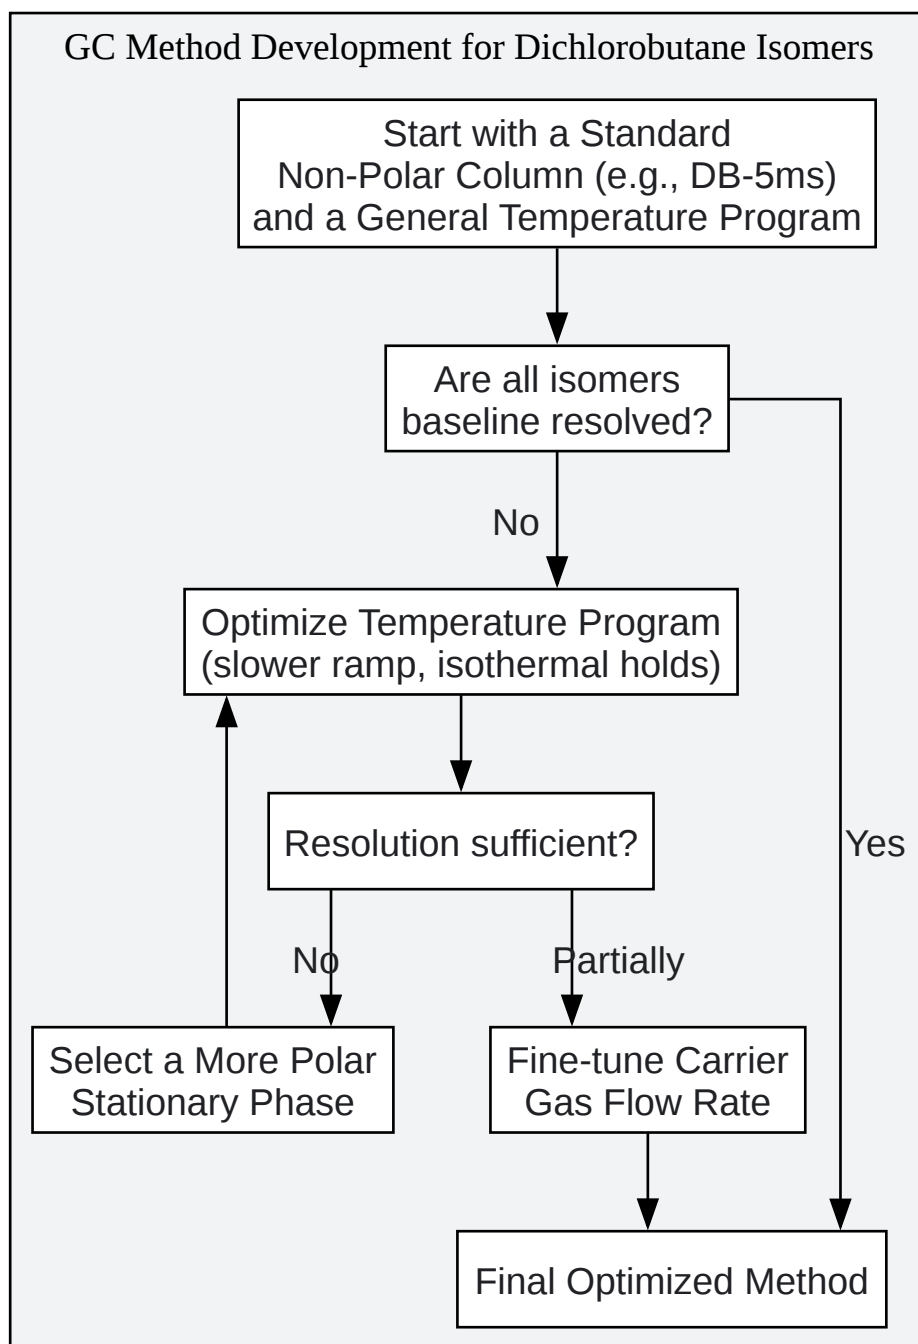 GC Method Development for Dichlorobutane Isomers
Start with a Standard
Non-Polar Column (e.g., DB-5ms)
and a General Temperature Program
Are all isomers
baseline resolved?
No
Optimize Temperature Program
(slower ramp, isothermal holds)
Resolution sufficient?
Yes
No
Partially
Select a More Polar
Stationary Phase
Fine-tune Carrier
Gas Flow Rate
Final Optimized Method